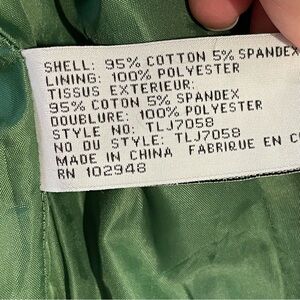 SHELL: 95% COTTON 5% SPANDEX
LINING: 100% POLYESTER
TISSUS EXTERIEUR:
95% COTON 5% SPANDEX
DOUBLURE: 100% POLYESTER
STYLE NO: TLJ7058
NO DU STYLE: TLJ7058
MADE IN CHINA FABRIQUE EN C
RN 102948